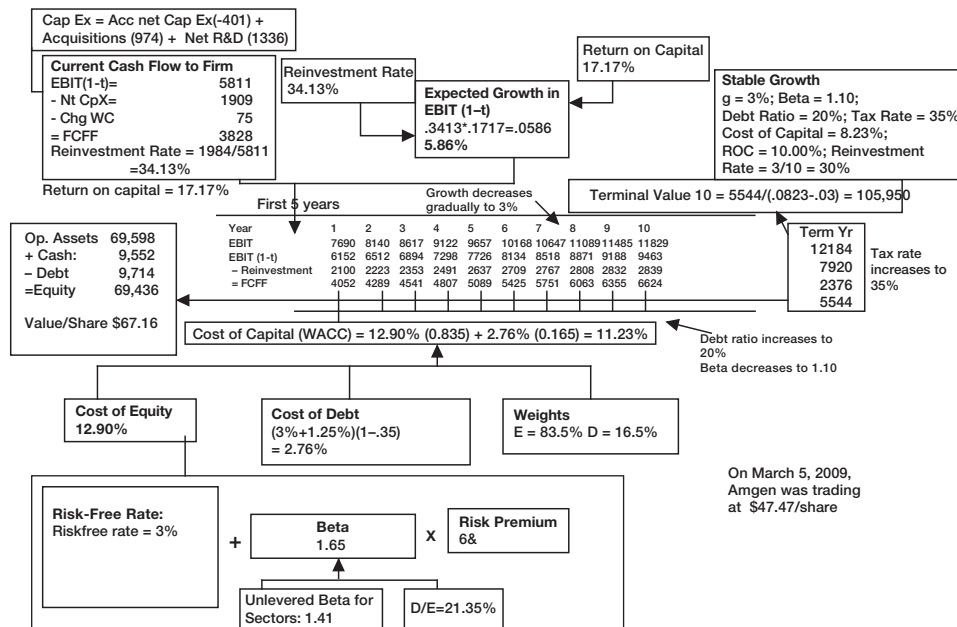 Cap Ex = Acc net Cap Ex(-401) +
Acquisitions (974) + Net R&D (1336)
Current Cash Flow to Firm
EBIT(1-t)= 5811
- Nt CpX= 1909
- Chg WC 75
= FCFF 3828
Reinvestment Rate = 1984/5811
=34.13%
Return on capital = 17.17%
Reinvestment Rate
34.13%
Expected Growth in
EBIT (1–t)
.3413*.1717=.0586
5.86%
Return on Capital
17.17%
Stable Growth
g = 3%; Beta = 1.10;
Debt Ratio = 20%; Tax Rate = 35%
Cost of Capital = 8.23%;
ROC = 10.00%; Reinvestment
Rate = 3/10 = 30%
Terminal Value 10 = 5544/(.0823-.03) = 105,950
First 5 years
Growth decreases
gradually to 3%
Op. Assets 69,598
+ Cash: 9,552
– Debt 9,714
=Equity 69,436
Value/Share $67.16
Year 1 2 3 4 5 6 7 8 9 10
EBIT 7690 8140 8617 9122 9657 10168 10647 11089 11485 11829
EBIT (1-t) 6152 6512 6894 7298 7726 8134 8518 8871 9188 9463
– Reinvestment 2100 2223 2353 2491 2637 2709 2767 2808 2832 2839
= FCFF 4052 4289 4541 4807 5089 5425 5751 6063 6355 6624
Term Yr
12184
7920
2376
5544
Tax rate
increases to
35%
Cost of Capital (WACC) = 12.90% (0.835) + 2.76% (0.165) = 11.23%
Debt ratio increases to
20%
Beta decreases to 1.10
Cost of Equity
12.90%
Cost of Debt
(3%+1.25%)(1–.35)
= 2.76%
Weights
E = 83.5% D = 16.5%
On March 5, 2009,
Amgen was trading
at $47.47/share
Risk-Free Rate:
Riskfree rate = 3%
+
Beta
1.65
X
Risk Premium
6&
Unlevered Beta for
Sectors: 1.41
D/E=21.35%